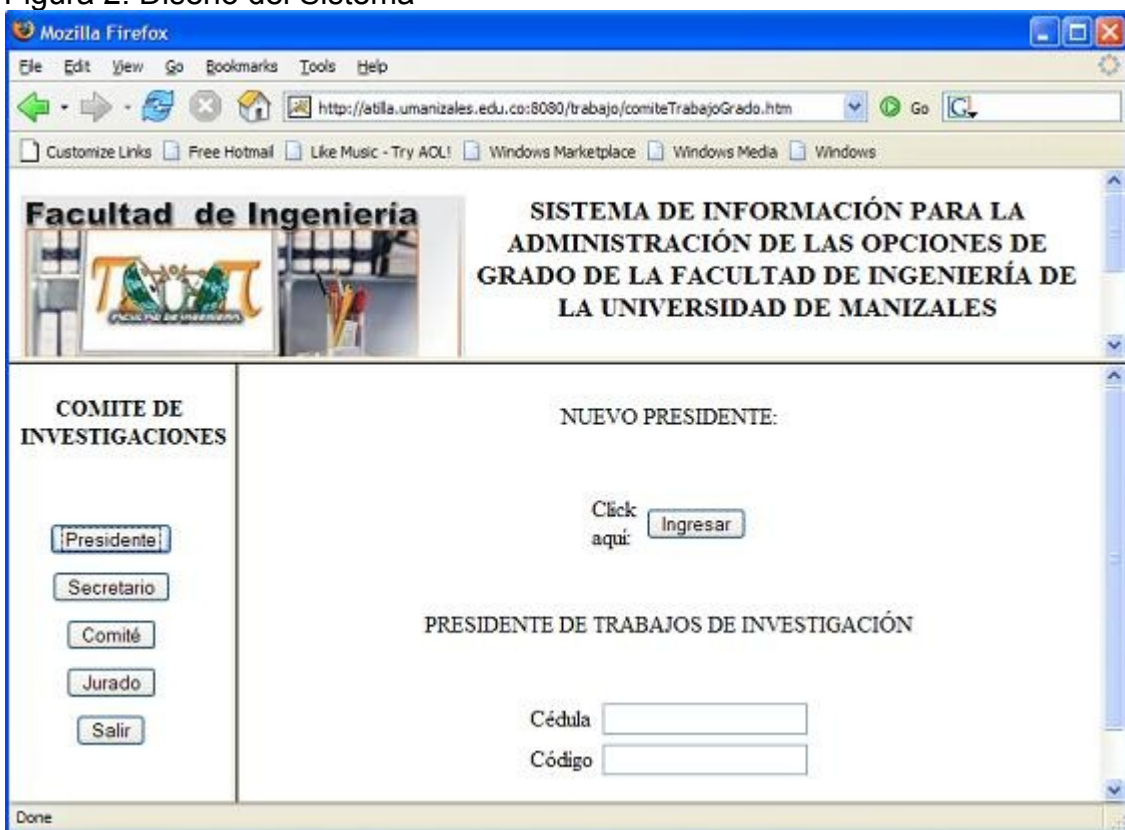 Figura 2. Diseño del Sistema
Mozilla Firefox
File Edit View Go Bookmarks Tools Help
http://atilla.umanizales.edu.co:8080/trabajo/comiteTrabajoGrado.htm Go
Customize Links Free Hotmail Like Music - Try AOL! Windows Marketplace Windows Media Windows
Facultad de Ingeniería
FACULTAD DE INGENIERIA
SISTEMA DE INFORMACIÓN PARA LA
ADMINISTRACIÓN DE LAS OPCIONES DE
GRADO DE LA FACULTAD DE INGENIERÍA DE
LA UNIVERSIDAD DE MANIZALES
COMITE DE
INVESTIGACIONES
Presidente
Secretario
Comité
Jurado
Salir
NUEVO PRESIDENTE:
Click
aquí:
Ingresar
PRESIDENTE DE TRABAJOS DE INVESTIGACIÓN
Cédula
Código
Done